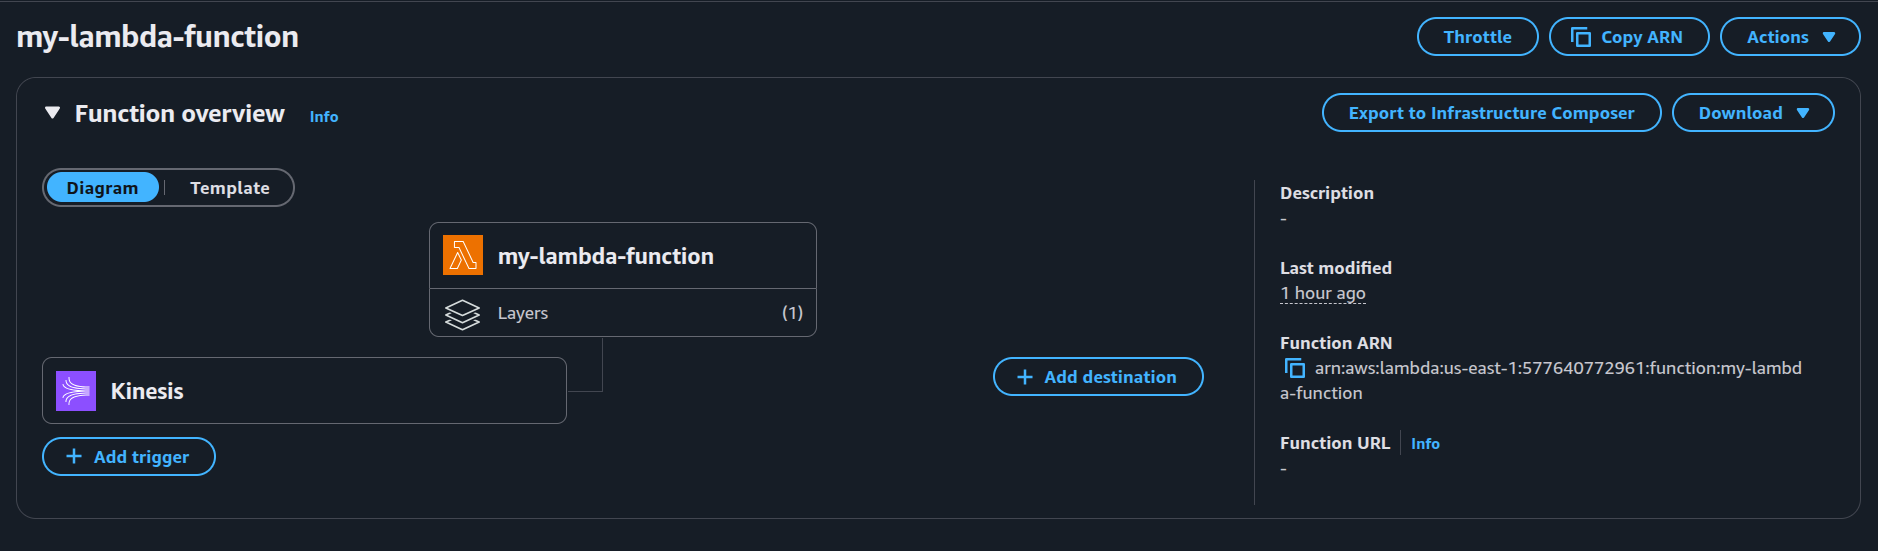 my-lambda-function
Throttle
Copy ARN
Actions
Function overview
Info
Export to Infrastructure Composer
Download
Diagram
Template
my-lambda-function
Layers
(1)
Kinesis
Add trigger
Add destination
Description
-
Last modified
1 hour ago
Function ARN
arn:aws:lambda:us-east-1:577640772961:function:my-lambd
a-function
Function URL
Info
-